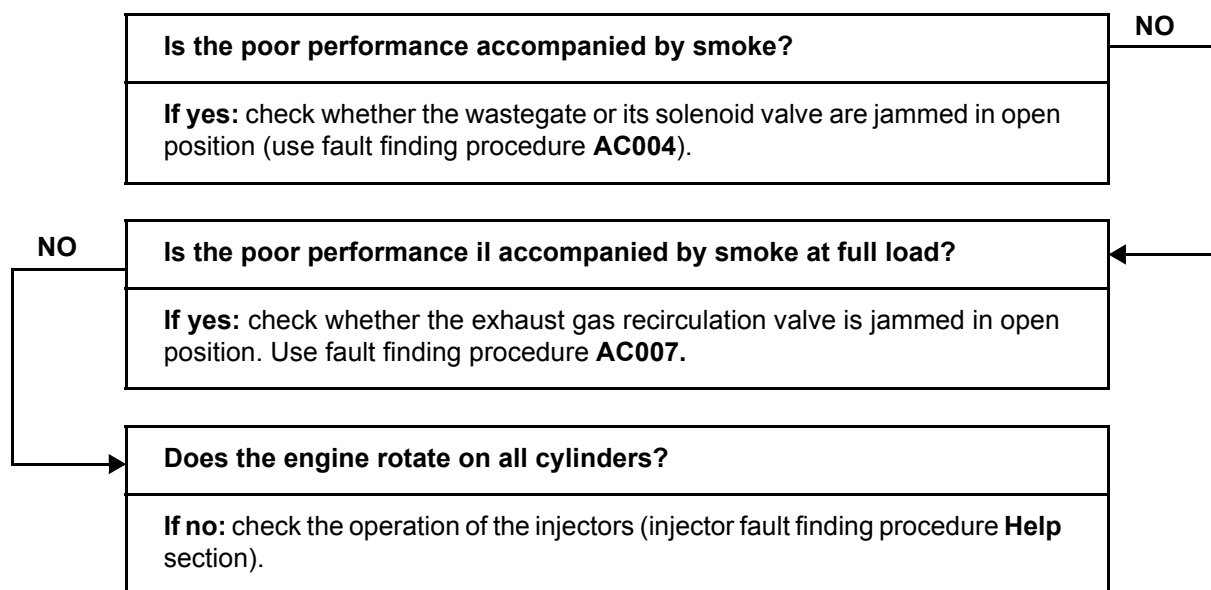 NO
Is the poor performance accompanied by smoke?
If yes: check whether the wastegate or its solenoid valve are jammed in open
position (use fault finding procedure AC004).
NO
Is the poor performance il accompanied by smoke at full load?
If yes: check whether the exhaust gas recirculation valve is jammed in open
position. Use fault finding procedure AC007.
Does the engine rotate on all cylinders?
If no: check the operation of the injectors (injector fault finding procedure Help
section).